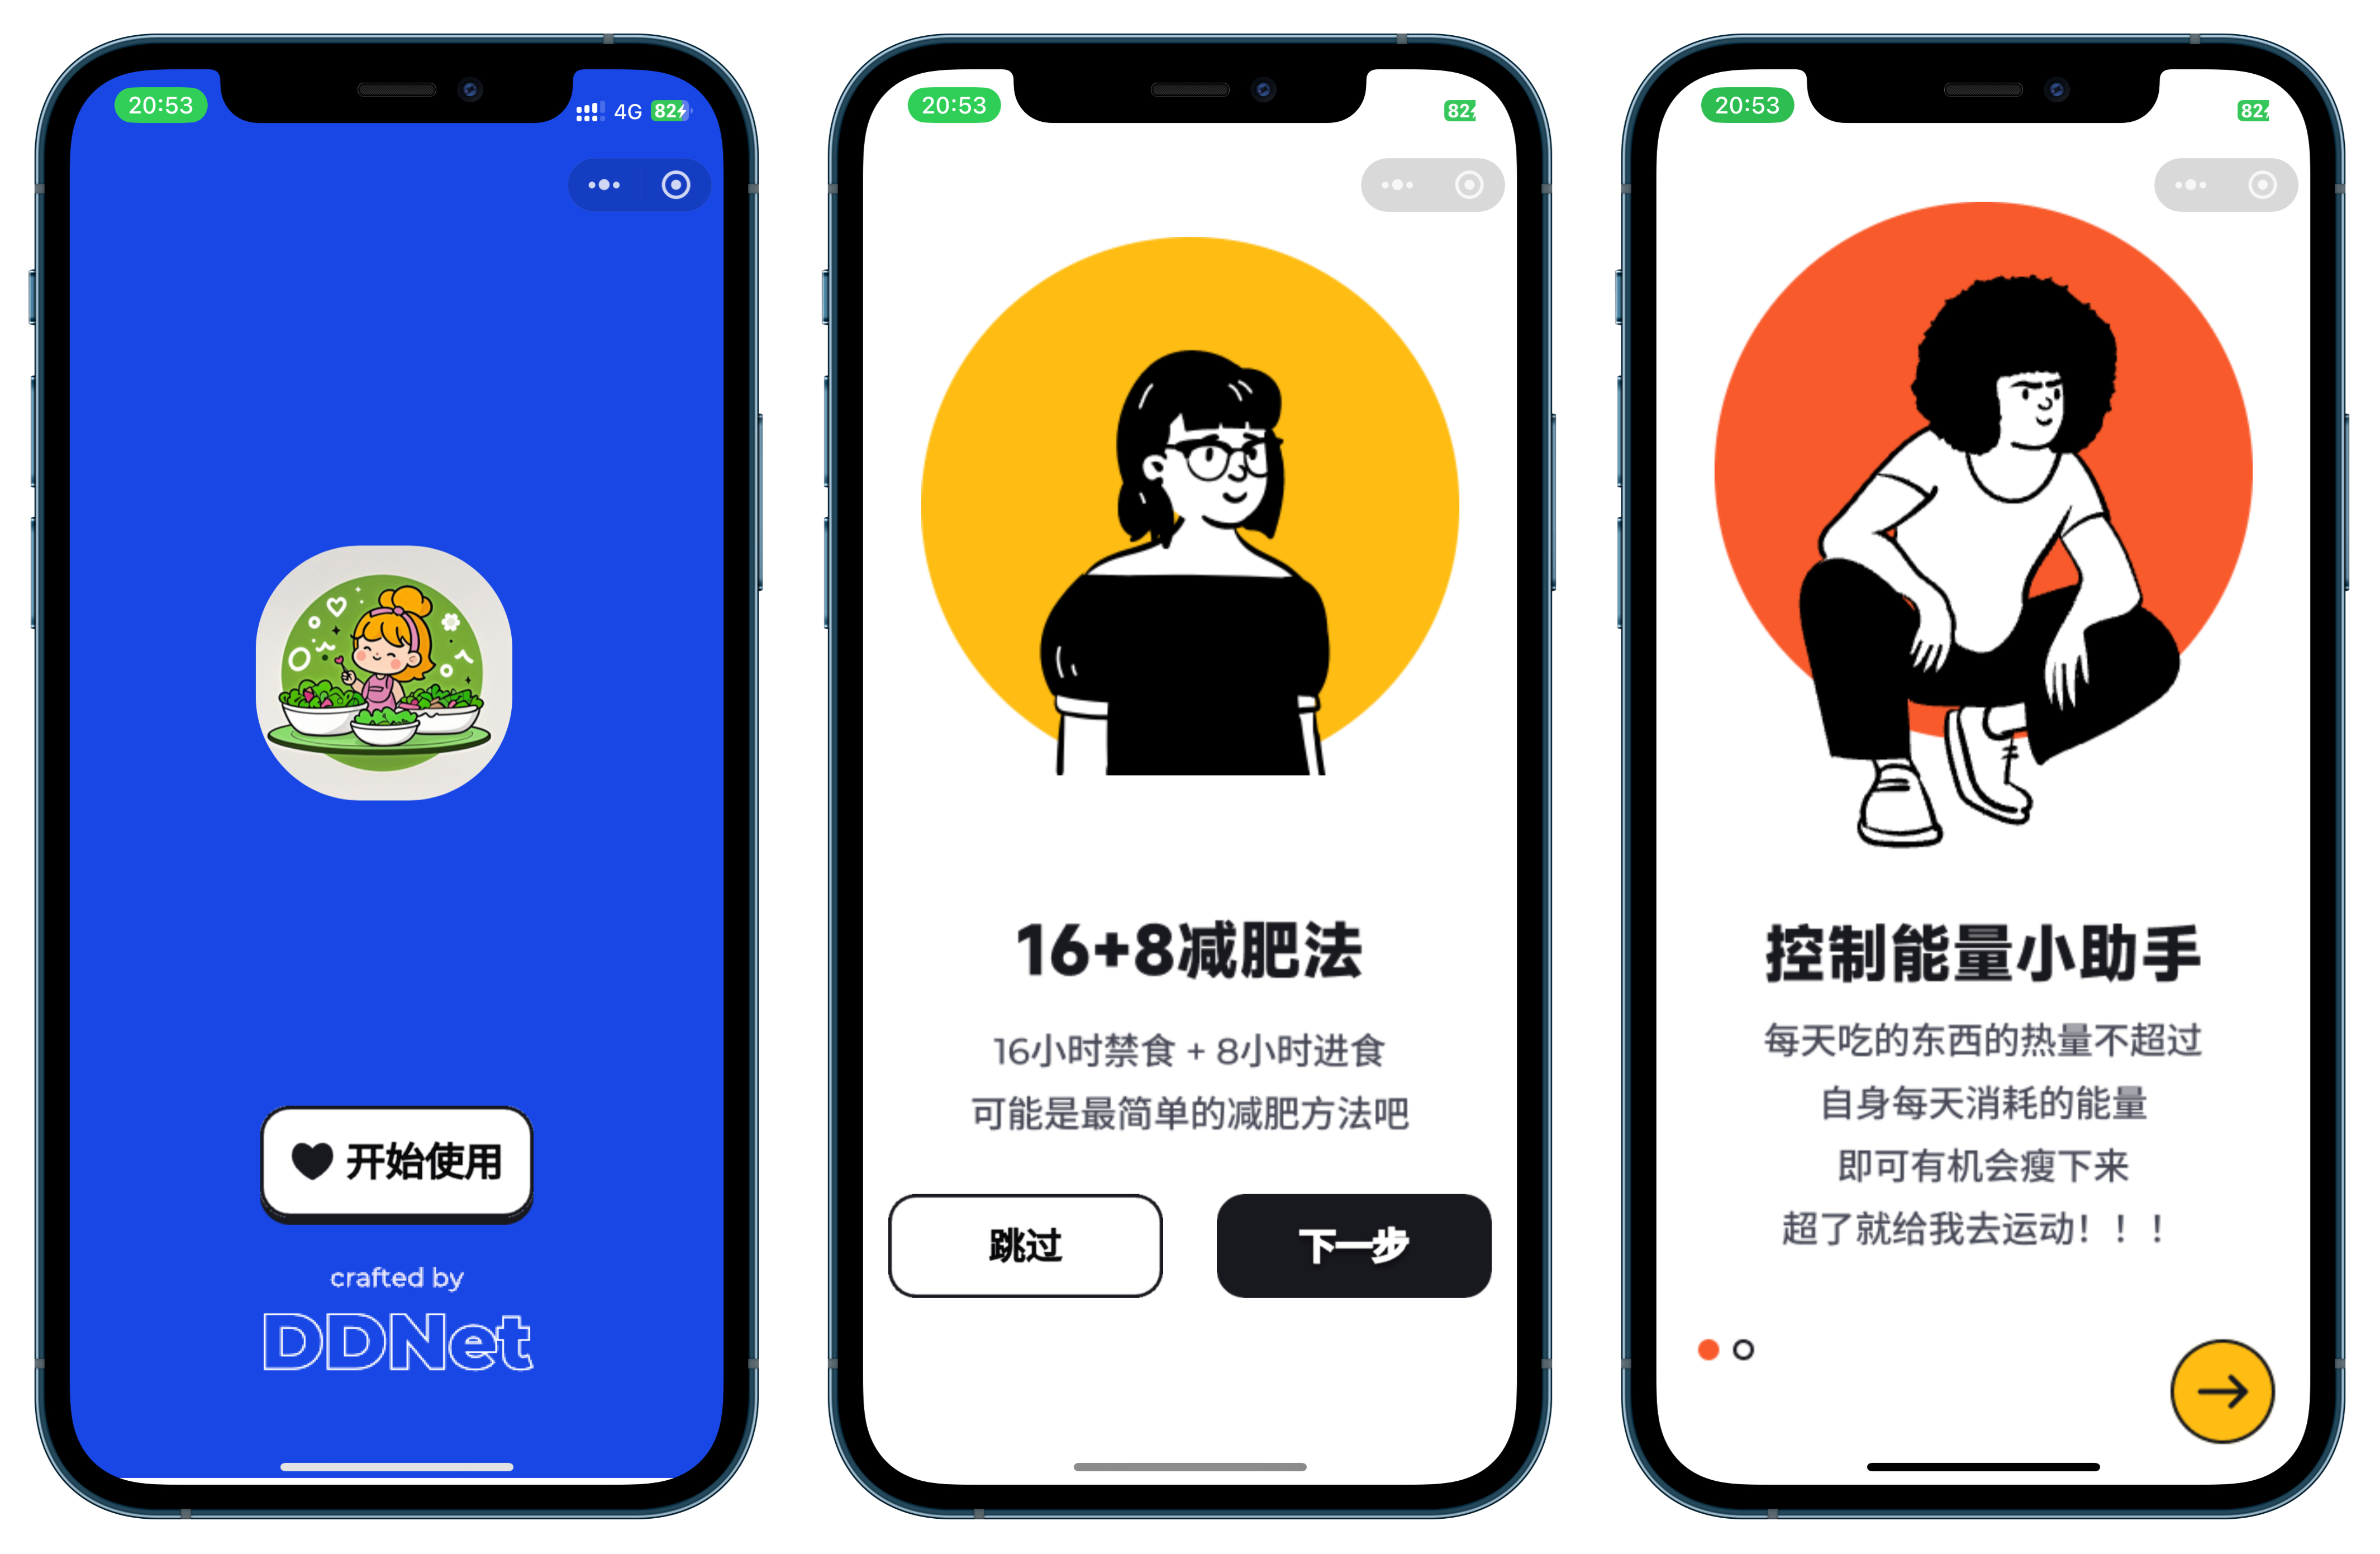 20:53
4G 82
开始使用
crafted by
DDNet
20:53
82
16+8减肥法
16小时禁食 + 8小时进食
可能是最简单的减肥方法吧
跳过
下一步
20:53
82
控制能量小助手
每天吃的东西的热量不超过
自身每天消耗的能量
即可有机会瘦下来
超了就给我去运动！！！